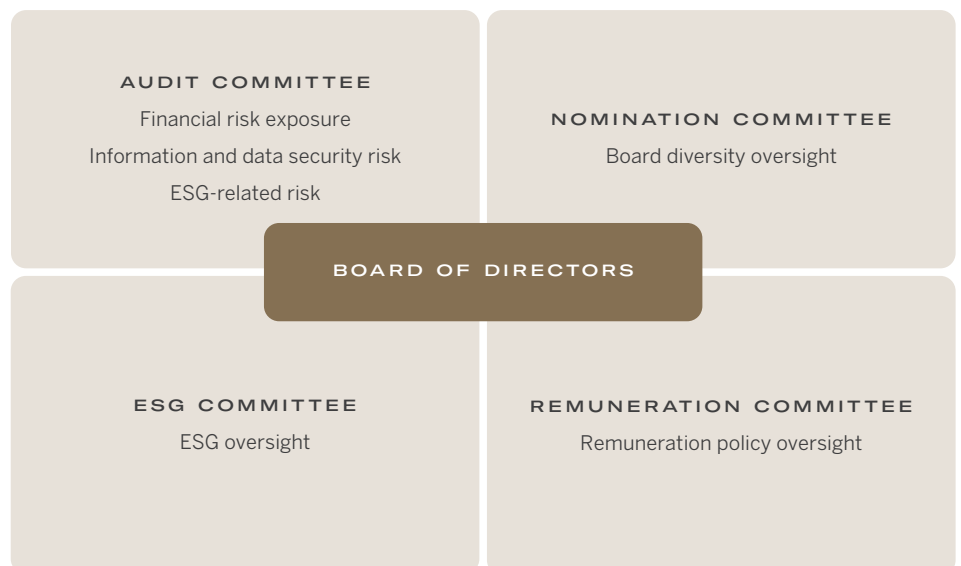 AUDIT COMMITTEE
Financial risk exposure
Information and data security risk
ESG-related risk
NOMINATION COMMITTEE
Board diversity oversight
BOARD OF DIRECTORS
ESG COMMITTEE
ESG oversight
REMUNERATION COMMITTEE
Remuneration policy oversight